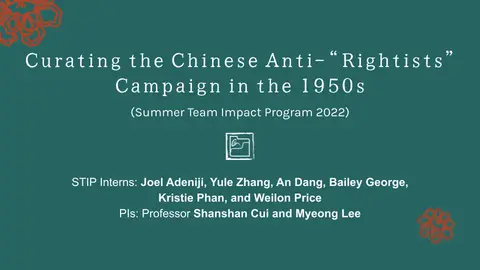 Curating the Chinese Anti-“Rightists”
Campaign in the 1950s
(Summer Team Impact Program 2022)
STIP Interns: Joel Adeniji, Yule Zhang, An Dang, Bailey George,
Kristie Phan, and Weilon Price
PIs: Professor Shanshan Cui and Myeong Lee